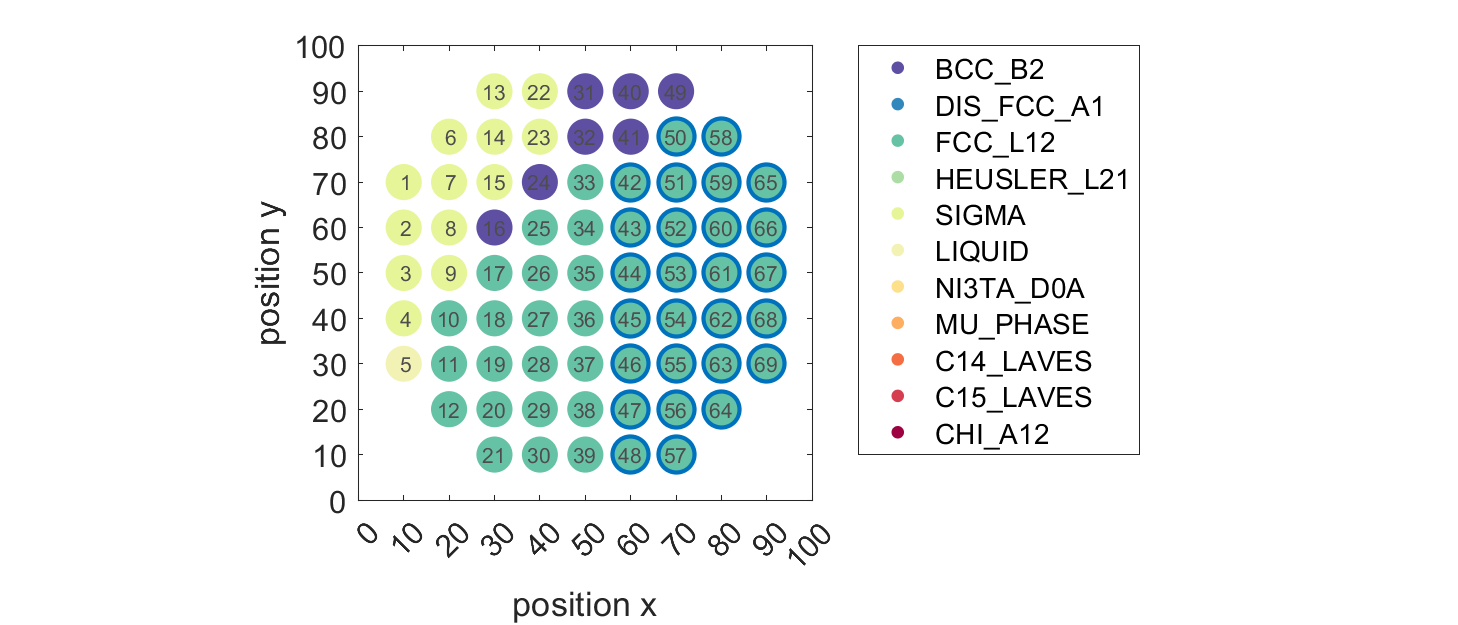 100
90 13 22 31 40 49
80 6 14 23 32 41 50 58
70 1 7 15 24 33 42 51 59 65
60 2 8 16 25 34 43 52 60 66
50 3 9 17 26 35 44 53 61 67
40 4 10 18 27 36 45 54 62 68
30 5 11 19 28 37 46 55 63 69
20 12 20 29 38 47 56 64
10 21 30 39 48 57
0
0 10 20 30 40 50 60 70 80 90 100
position x
position y
BCC_B2
DIS_FCC_A1
FCC_L12
HEUSLER_L21
SIGMA
LIQUID
NI3TA_D0A
MU_PHASE
C14_LAVES
C15_LAVES
CHI_A12